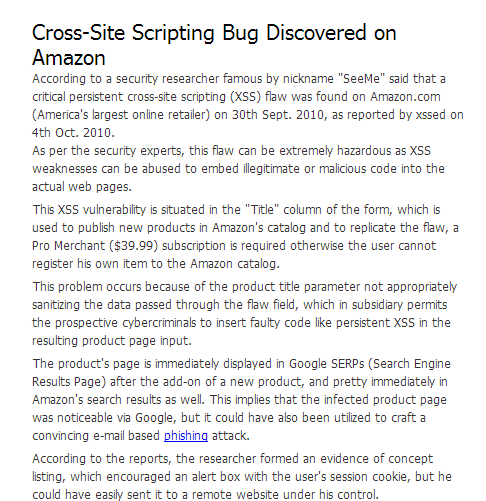 Cross-Site Scripting Bug Discovered on
Amazon
According to a security researcher famous by nickname "SeeMe" said that a
critical persistent cross-site scripting (XSS) flaw was found on Amazon.com
(America's largest online retailer) on 30th Sept. 2010, as reported by xssed on
4th Oct. 2010.
As per the security experts, this flaw can be extremely hazardous as XSS
weaknesses can be abused to embed illegitimate or malicious code into the
actual web pages.
This XSS vulnerability is situated in the "Title" column of the form, which is
used to publish new products in Amazon's catalog and to replicate the flaw, a
Pro Merchant ($39.99) subscription is required otherwise the user cannot
register his own item to the Amazon catalog.
This problem occurs because of the product title parameter not appropriately
sanitizing the data passed through the flaw field, which in subsidiary permits
the prospective cybercriminals to insert faulty code like persistent XSS in the
resulting product page input.
The product's page is immediately displayed in Google SERPs (Search Engine
Results Page) after the add-on of a new product, and pretty immediately in
Amazon's search results as well. This implies that the infected product page
was noticeable via Google, but it could have also been utilized to craft a
convincing e-mail based phishing attack.
According to the reports, the researcher formed an evidence of concept
listing, which encouraged an alert box with the user's session cookie, but he
could have easily sent it to a remote website under his control.